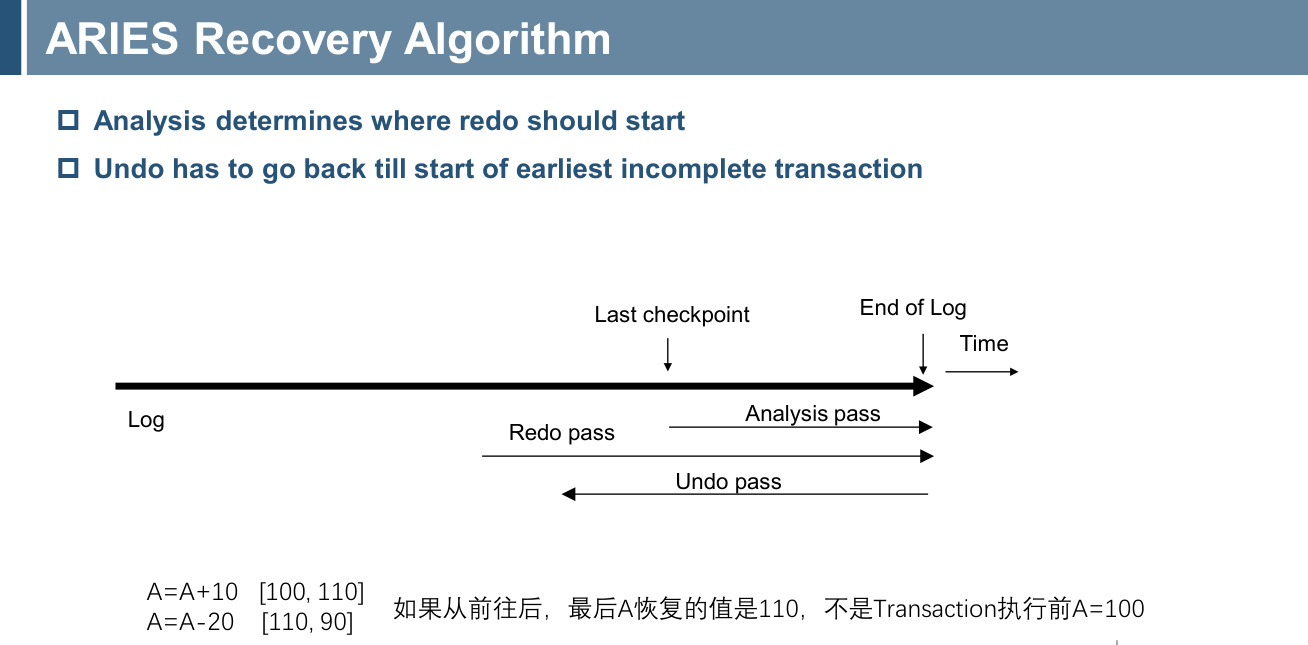 ARIES Recovery Algorithm
Analysis determines where redo should start
Undo has to go back till start of earliest incomplete transaction
Last checkpoint
End of Log
Time
Log
Analysis pass
Redo pass
Undo pass
A=A+10 [100, 110]
A=A-20 [110, 90]
如果从前往后，最后A恢复的值是110，不是Transaction执行前A=100